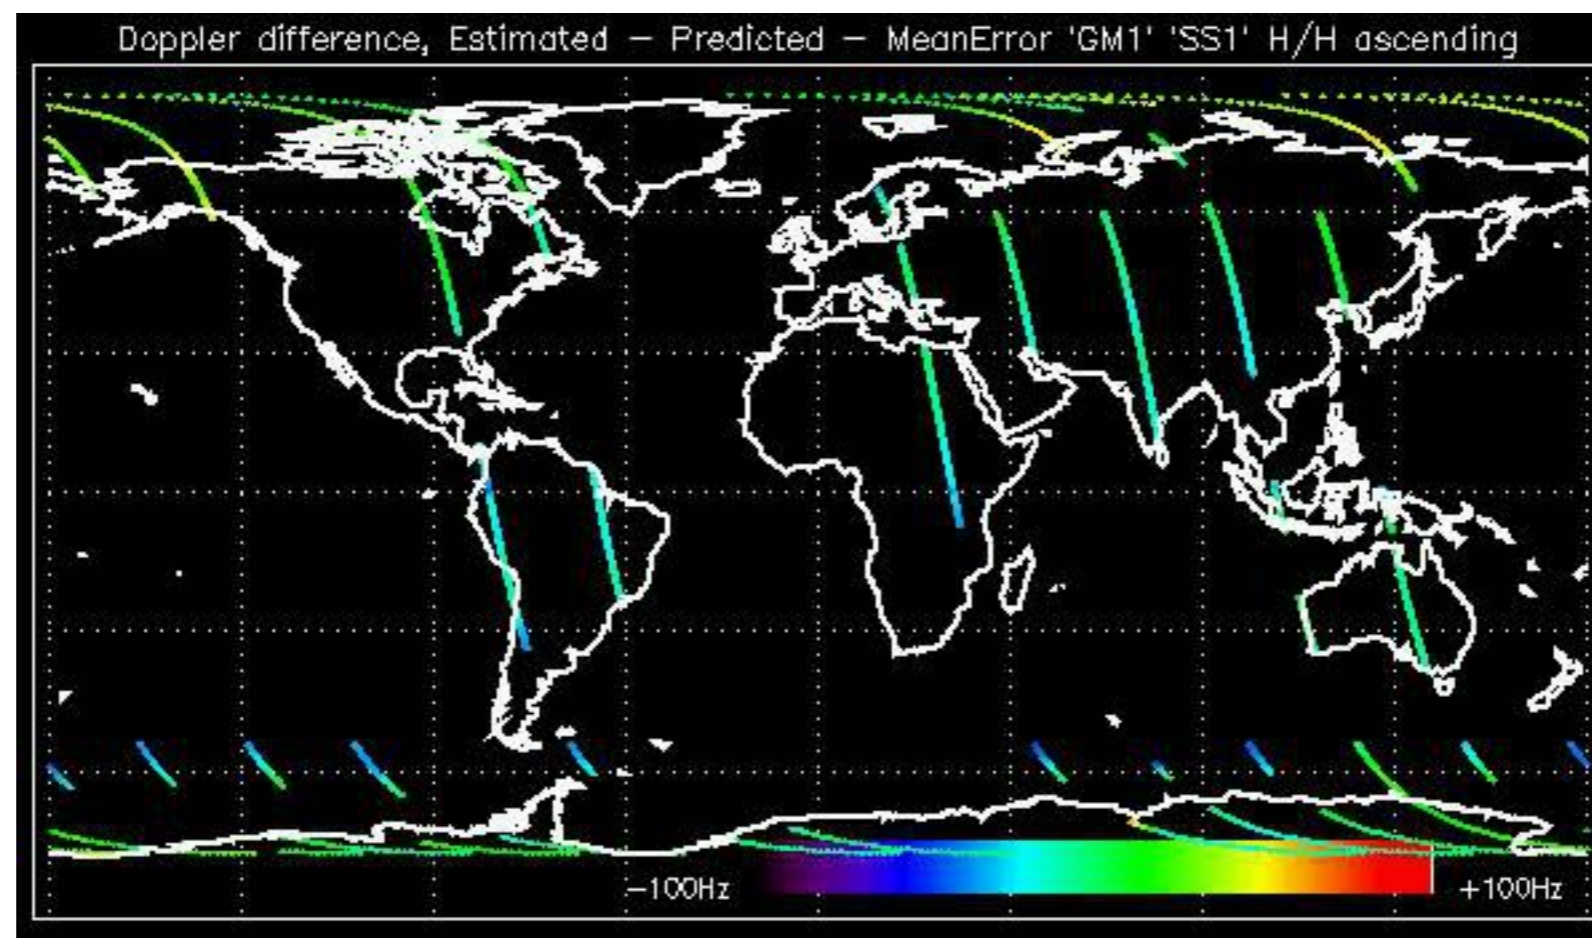 Doppler difference, Estimated − Predicted − MeanError 'GM1' 'SS1' H/H ascending
−100Hz
+100Hz